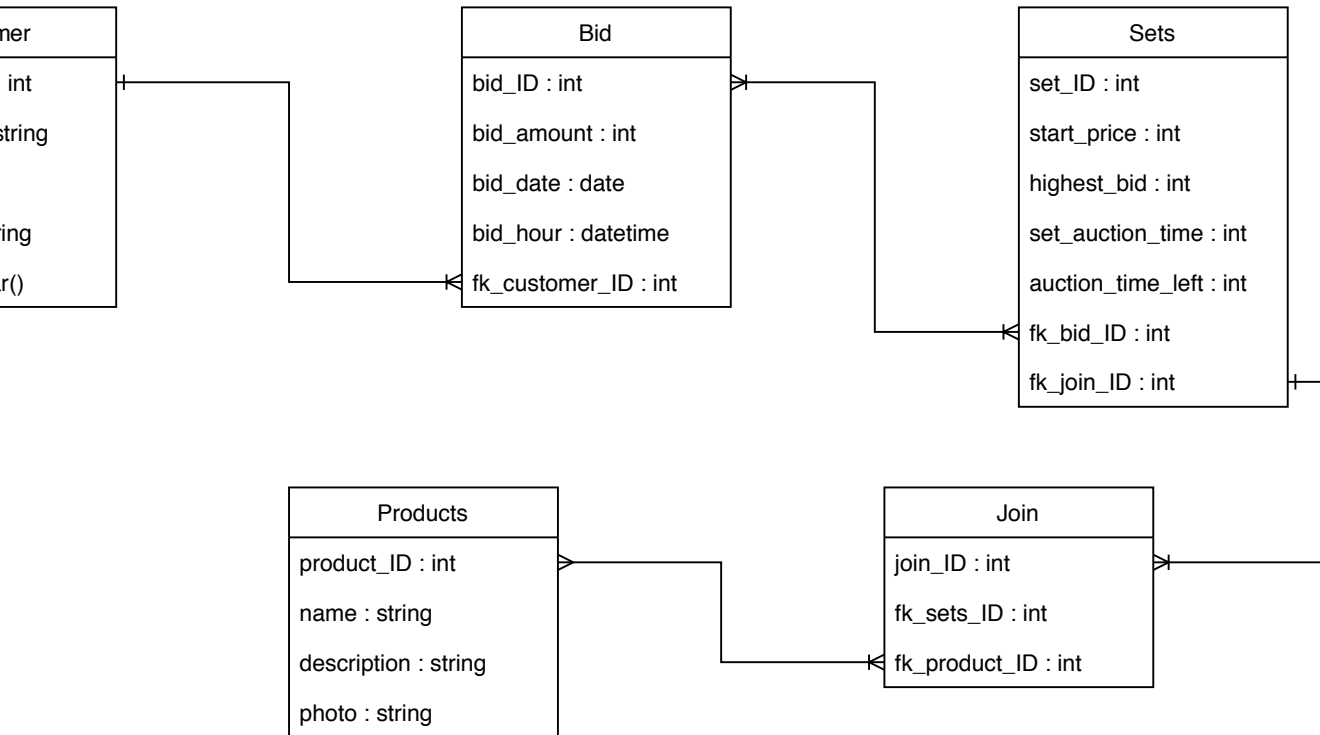 mer
int
string
ring
r()
Bid
bid_ID : int
bid_amount : int
bid_date : date
bid_hour : datetime
fk_customer_ID : int
Sets
set_ID : int
start_price : int
highest_bid : int
set_auction_time : int
auction_time_left : int
fk_bid_ID : int
fk_join_ID : int
Products
product_ID : int
name : string
description : string
photo : string
Join
join_ID : int
fk_sets_ID : int
fk_product_ID : int